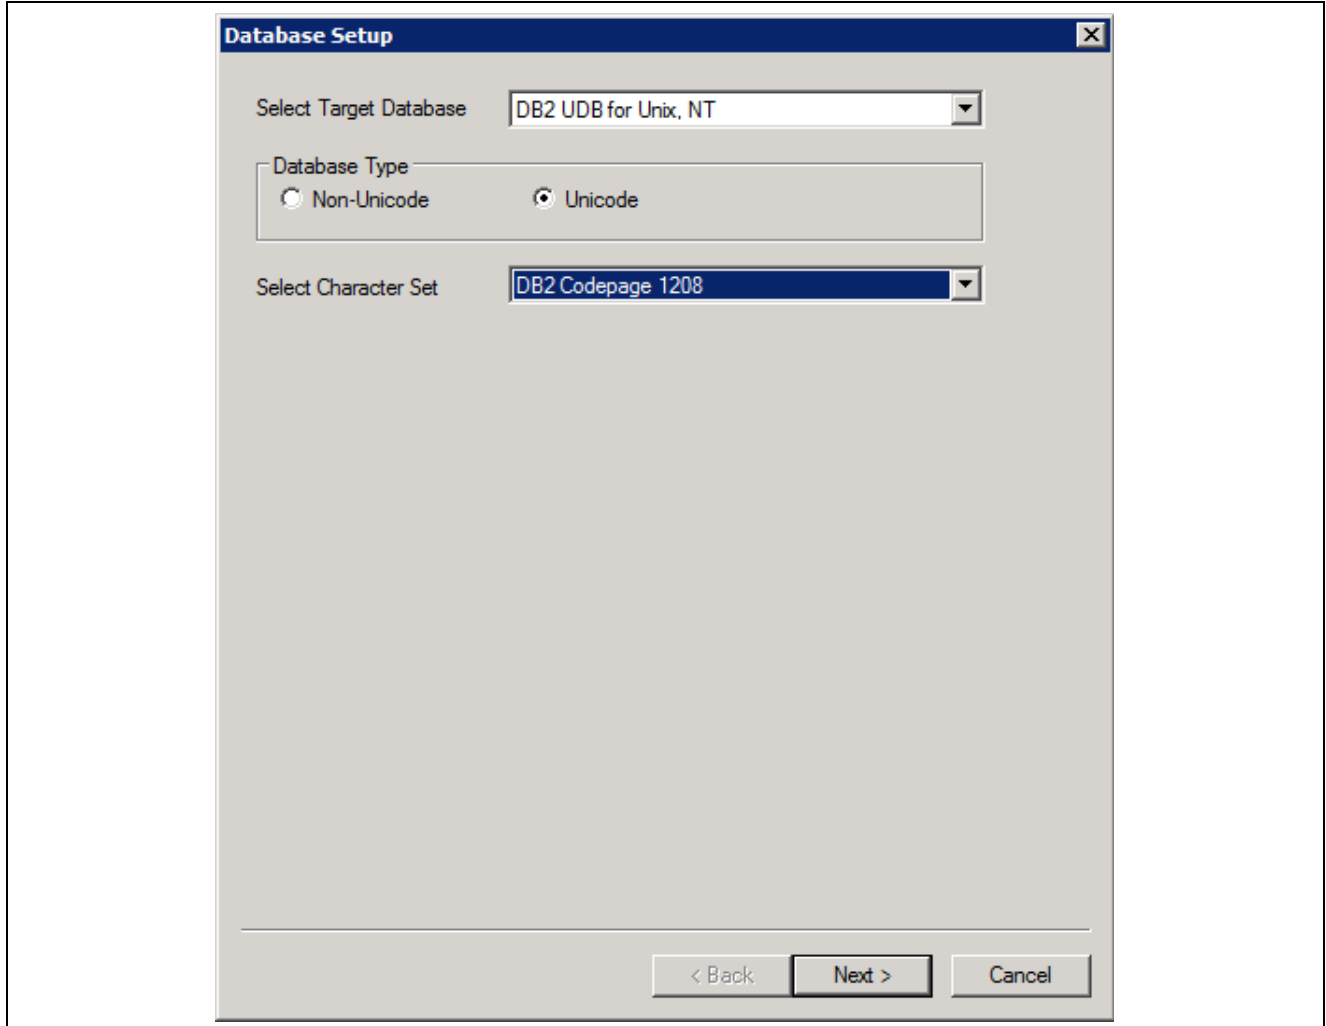 Database Setup
Select Target Database DB2 UDB for Unix, NT
Database Type
Non-Unicode Unicode
Select Character Set DB2 Codepage 1208
< Back Next > Cancel